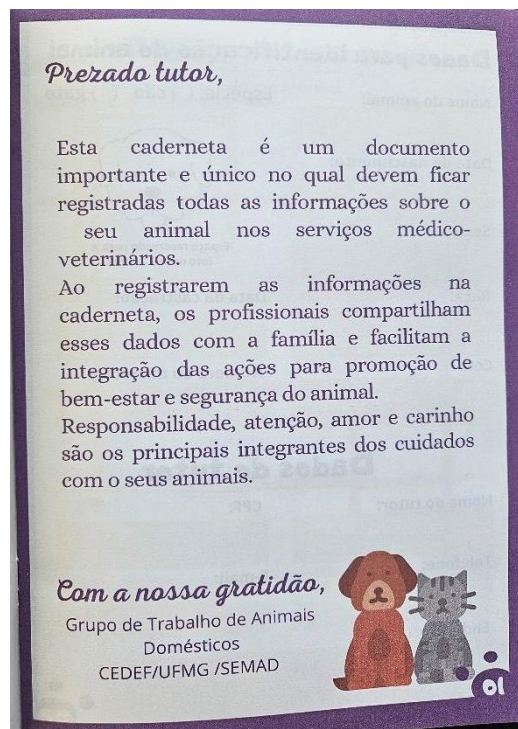 Prezado tutor,
Esta caderneta é um documento
importante e único no qual devem ficar
registradas todas as informações sobre o
seu animal nos serviços médico-
veterinários.
Ao registrarem as informações na
caderneta, os profissionais compartilham
esses dados com a família e facilitam a
integração das ações para promoção de
bem-estar e segurança do animal.
Responsabilidade, atenção, amor e carinho
são os principais integrantes dos cuidados
com o seus animais.
Com a nossa gratidão,
Grupo de Trabalho de Animais
Domésticos
CEDEF/UFMG /SEMAD
01